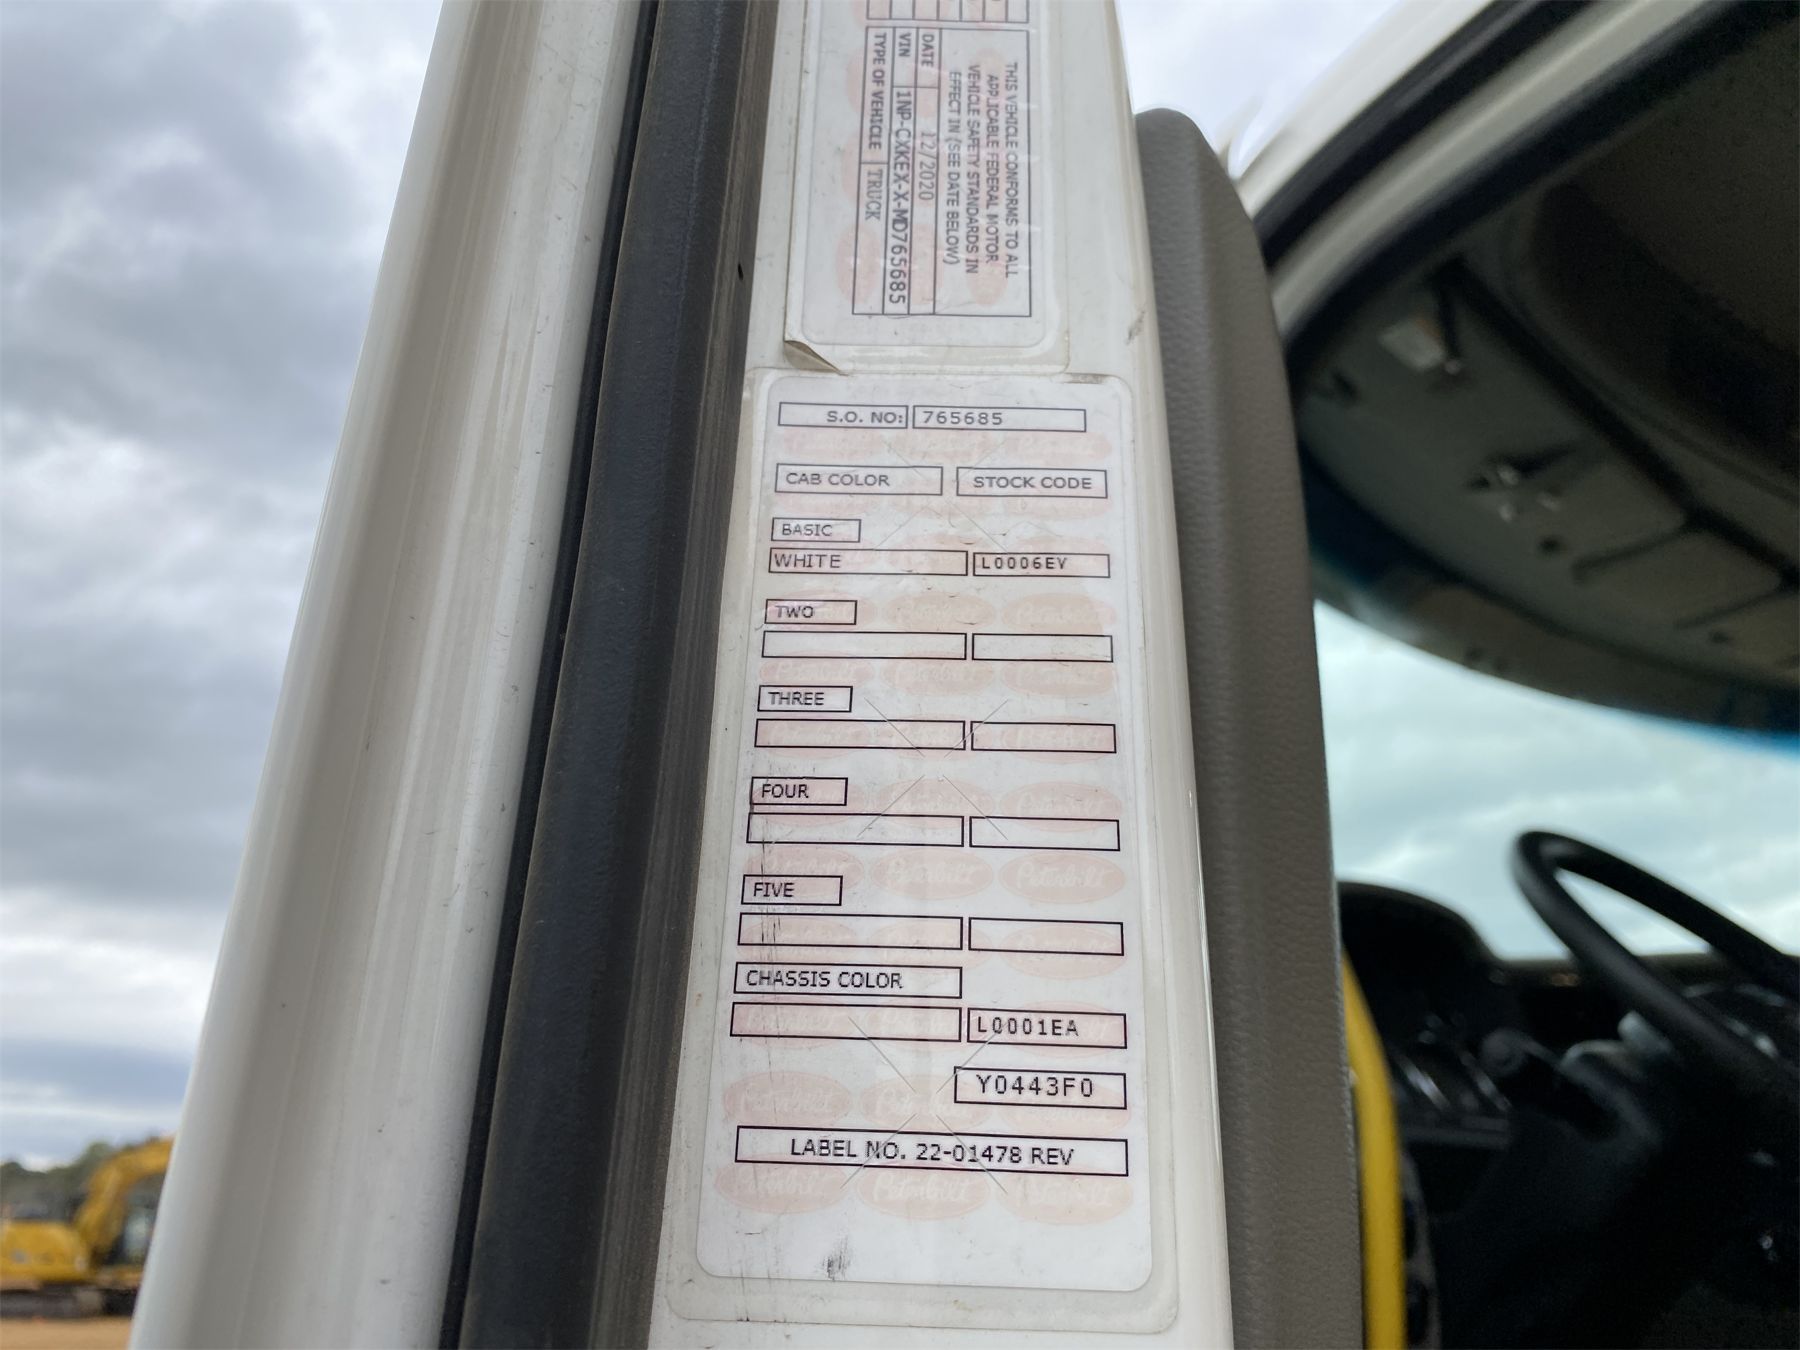 THIS VEHICLE CONFORMS TO ALL
APPLICABLE FEDERAL MOTOR
VEHICLE SAFETY STANDARDS IN
EFFECT IN (SEE DATE BELOW)
DATE 12/2020
VIN 1NP-CXKEX-X-MD765685
TYPE OF VEHICLE TRUCK
S.O. NO: 765685
CAB COLOR STOCK CODE
BASIC
WHITE L0006EY
TWO
THREE
FOUR
FIVE
CHASSIS COLOR
L0001EA
Y0443F0
LABEL NO. 22-01478 REV
Peterbilt